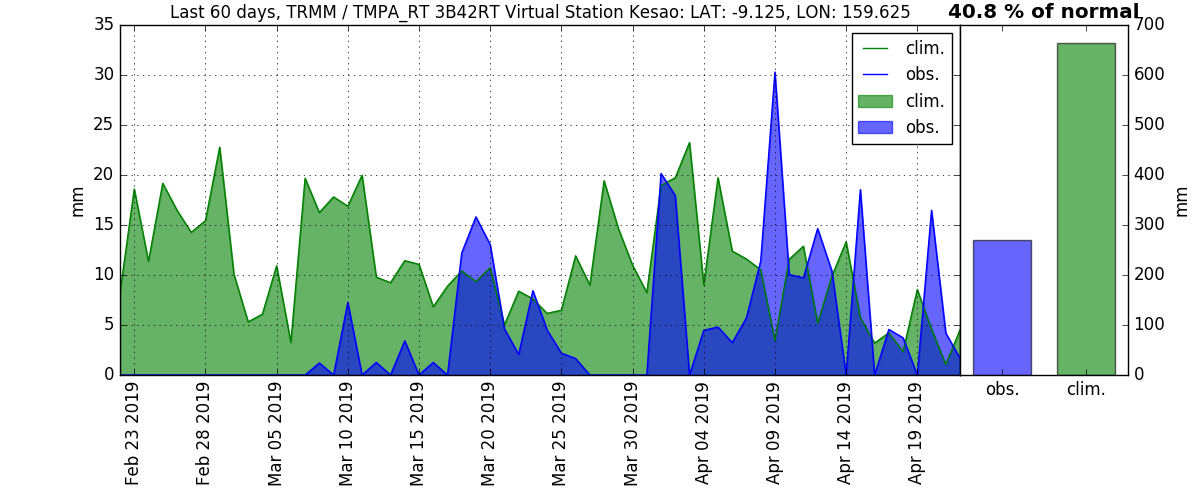 Last 60 days, TRMM / TMPA_RT 3B42RT Virtual Station Kesao: LAT: -9.125, LON: 159.625
40.8 % of normal
35
30
25
20
15
10
5
0
mm
clim.
obs.
clim.
obs.
700
600
500
400
300
200
100
0
mm
obs.
clim.
Feb 23 2019
Feb 28 2019
Mar 05 2019
Mar 10 2019
Mar 15 2019
Mar 20 2019
Mar 25 2019
Mar 30 2019
Apr 04 2019
Apr 09 2019
Apr 14 2019
Apr 19 2019